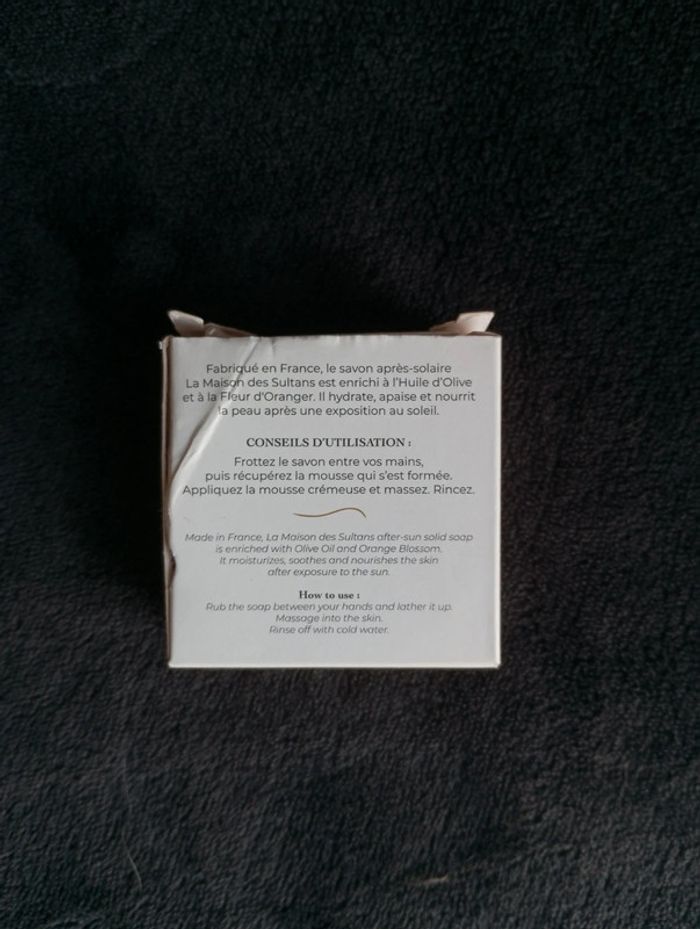 Fabriqué en France, le savon après-solaire
La Maison des Sultans est enrichi à l'Huile d'Olive
et à la Fleur d'Oranger. Il hydrate, apaise et nourrit
la peau après une exposition au soleil.
CONSEILS D'UTILISATION :
Frottez le savon entre vos mains,
puis récupérez la mousse qui s'est formée.
Appliquez la mousse crémeuse et massez. Rincez.
Made in France, La Maison des Sultans after-sun solid soap
is enriched with Olive Oil and Orange Blossom.
It moisturizes, soothes and nourishes the skin
after exposure to the sun.
How to use :
Rub the soap between your hands and lather it up.
Massage into the skin.
Rinse off with cold water.